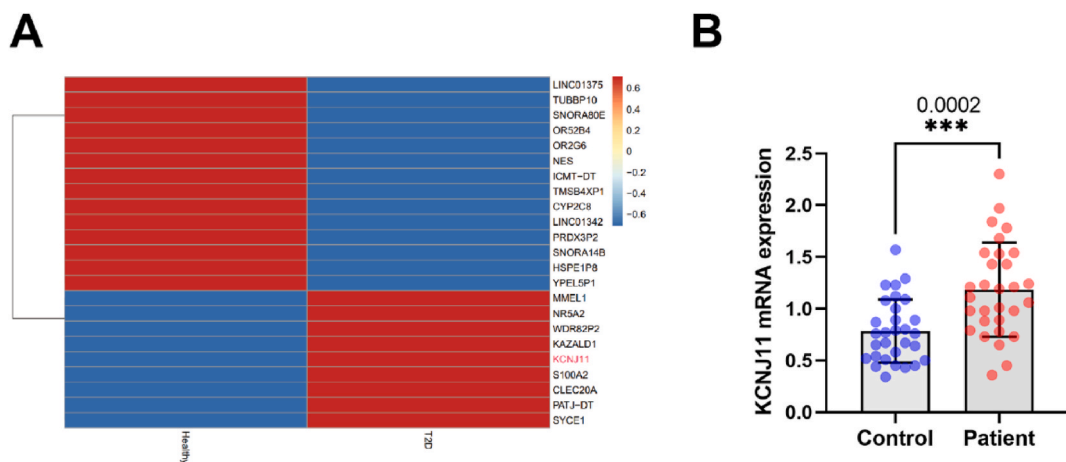 A
LINC01375
TUBBP10
SNORA80E
OR52B4
OR2G6
NES
ICMT-DT
TMSB4XP1
CYP2C8
LINC01342
PRDX3P2
SNORA14B
HSPE1P8
YPEL5P1
MMEL1
NR5A2
WDR82P2
KAZALD1
KCNJ11
S100A2
CLEC20A
PATJ-DT
SYCE1
0.6
0.4
0.2
0
−0.2
−0.4
−0.6
Healthy
T2D
B
0.0002
***
KCNJ11 mRNA expression
2.5
2.0
1.5
1.0
0.5
0.0
Control
Patient